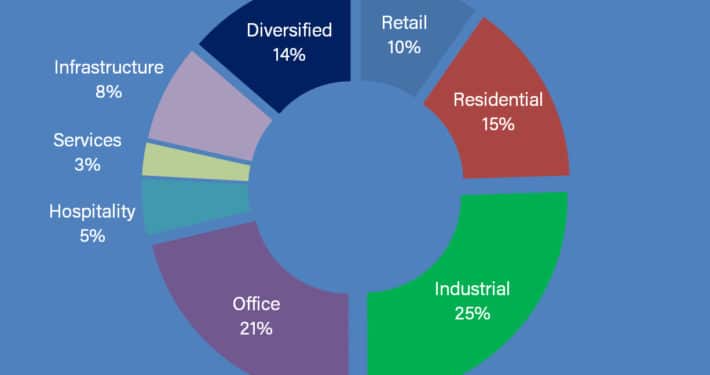 Diversified
14%
Retail
10%
Infrastructure
8%
Residential
15%
Services
3%
Hospitality
5%
Industrial
25%
Office
21%